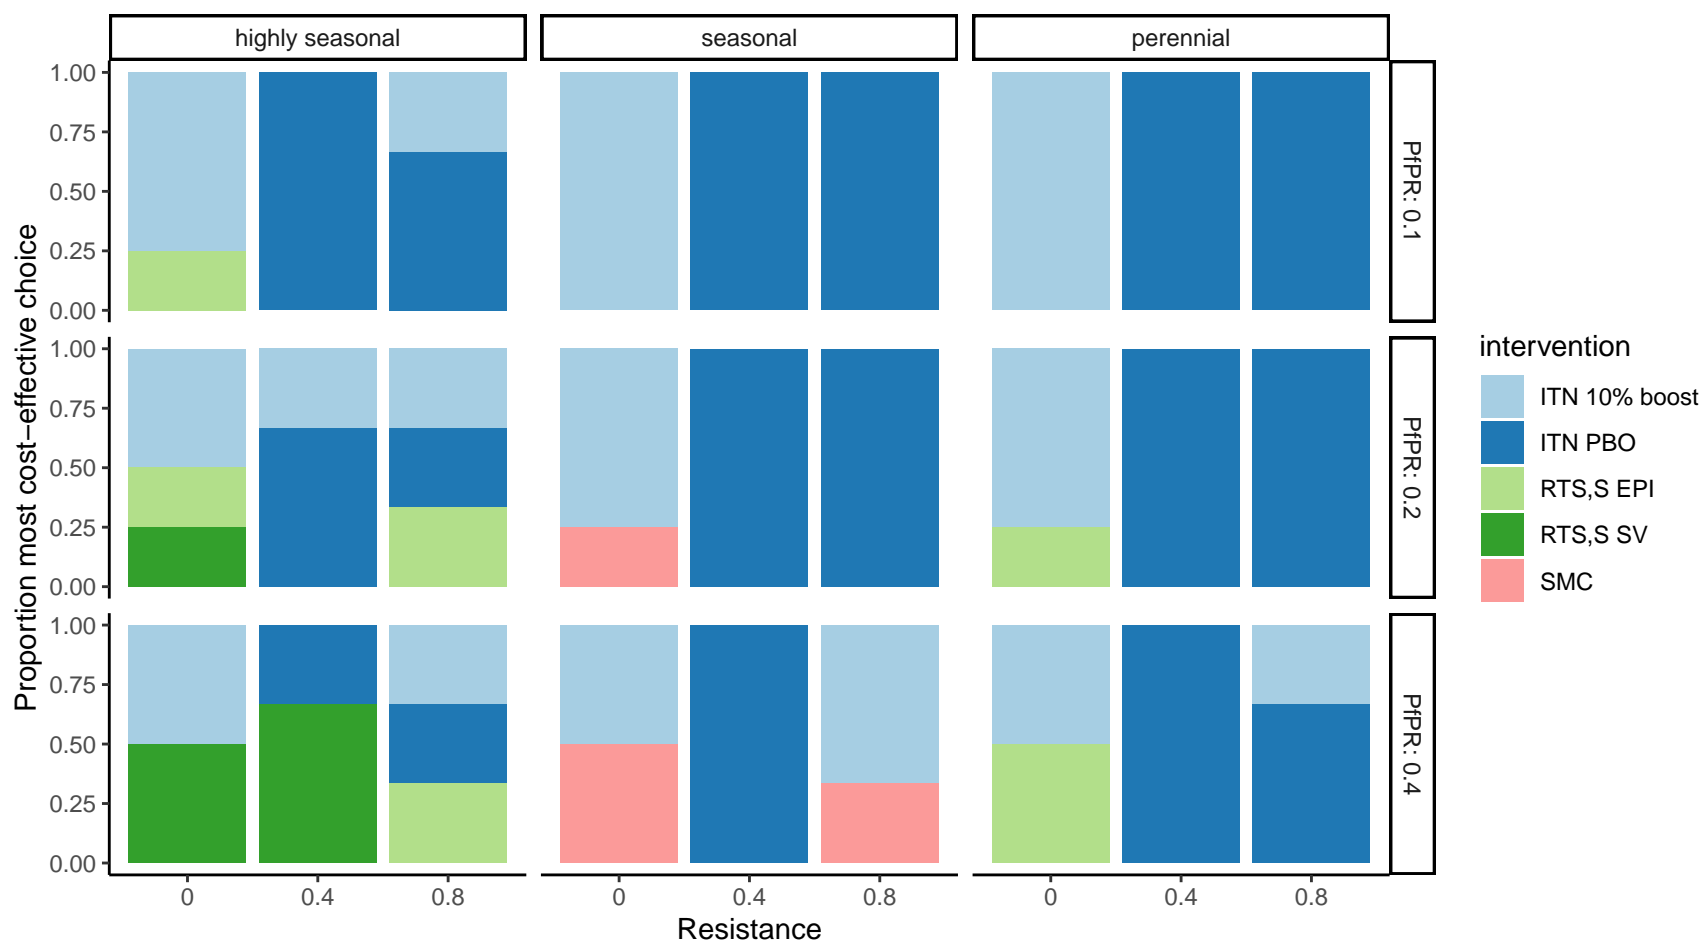 highly seasonal
seasonal
perennial
Proportion most cost−effective choice
1.00
0.75
0.50
0.25
0.00
PfPR: 0.1
1.00
0.75
0.50
0.25
0.00
PfPR: 0.2
1.00
0.75
0.50
0.25
0.00
PfPR: 0.4
0 0.4 0.8
0 0.4 0.8
0 0.4 0.8
Resistance
intervention
ITN 10% boost
ITN PBO
RTS,S EPI
RTS,S SV
SMC